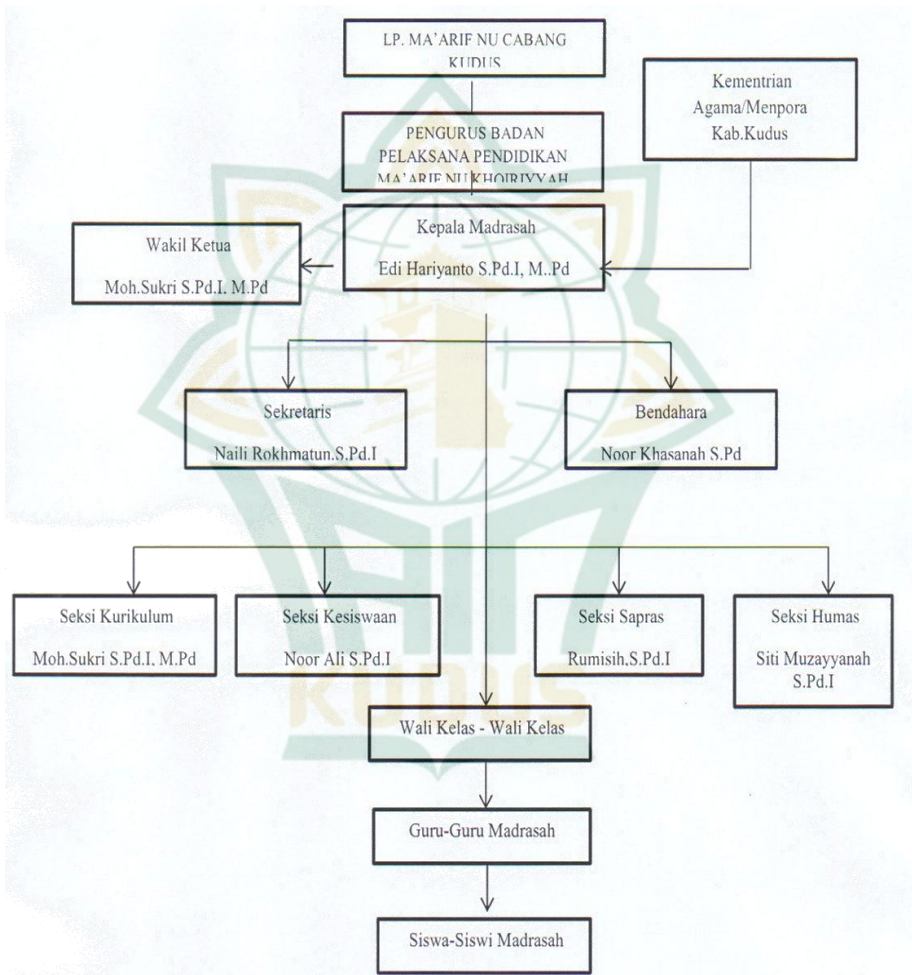 LP. MA'ARIF NU CABANG
KUDUS
Kementrian
Agama/Menpora
Kab.Kudus
PENGURUS BADAN
PELAKSANA PENDIDIKAN
MA'ARIF NU KHOIRIYYAH
Kepala Madrasah
Edi Hariyanto S.Pd.I, M..Pd
Wakil Ketua
Moh.Sukri S.Pd.I. M.Pd
Sekretaris
Naili Rokhmatun.S.Pd.I
Bendahara
Noor Khasanah S.Pd
Seksi Kurikulum
Moh.Sukri S.Pd.I. M.Pd
Seksi Kesiswaan
Noor Ali S.Pd.I
Seksi Sapras
Rumisih.S.Pd.I
Seksi Humas
Siti Muzayyanah
S.Pd.I
IAIN
KUDUS
Wali Kelas - Wali Kelas
Guru-Guru Madrasah
Siswa-Siswi Madrasah